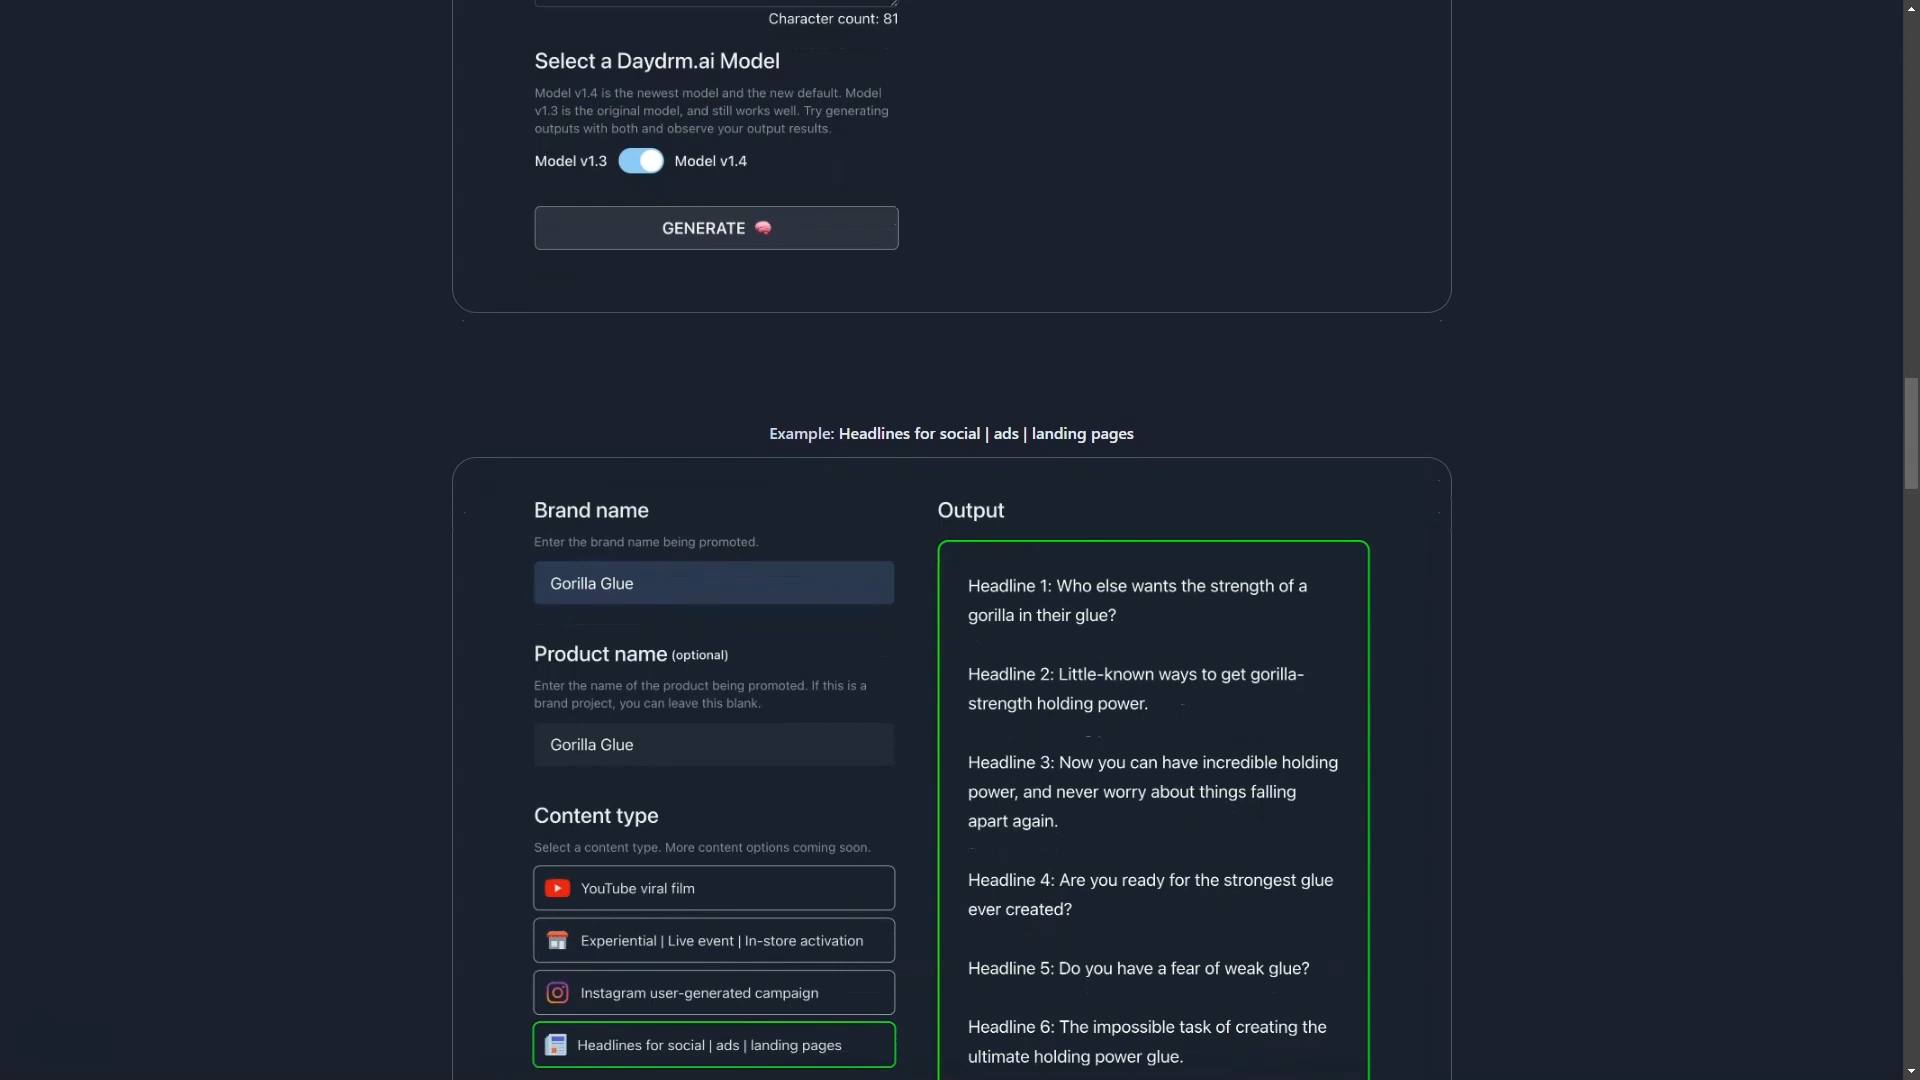 Character count: 81
Select a Daydrm.ai Model
Model v1.4 is the newest model and the new default. Model
v1.3 is the original model, and still works well. Try generating
outputs with both and observe your output results.
Model v1.3 Model v1.4
GENERATE
Example: Headlines for social | ads | landing pages
Brand name
Enter the brand name being promoted.
Gorilla Glue
Product name (optional)
Enter the name of the product being promoted. If this is a
brand project, you can leave this blank.
Gorilla Glue
Content type
Select a content type. More content options coming soon.
YouTube viral film
Experiential | Live event | In-store activation
Instagram user-generated campaign
Headlines for social | ads | landing pages
Output
Headline 1: Who else wants the strength of a
gorilla in their glue?
Headline 2: Little-known ways to get gorilla-
strength holding power.
Headline 3: Now you can have incredible holding
power, and never worry about things falling
apart again.
Headline 4: Are you ready for the strongest glue
ever created?
Headline 5: Do you have a fear of weak glue?
Headline 6: The impossible task of creating the
ultimate holding power glue.